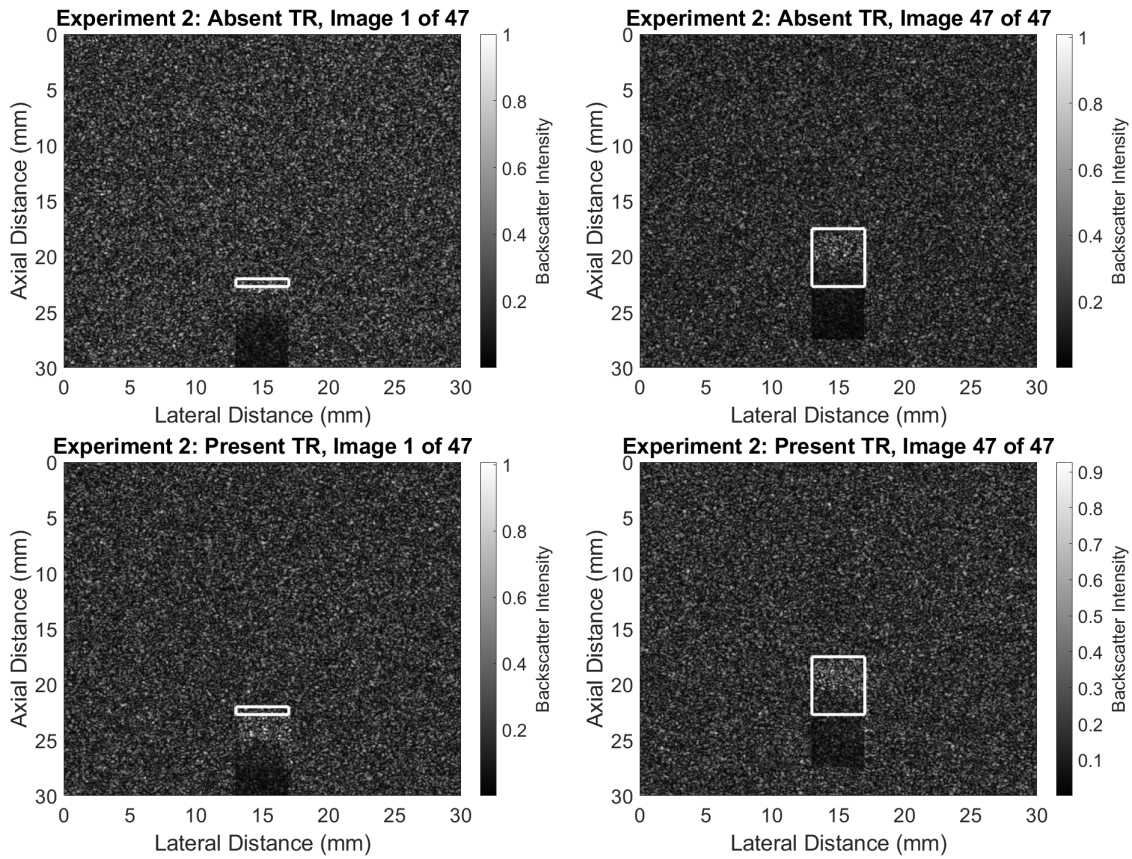 Experiment 2: Absent TR, Image 1 of 47
0
5
10
15
20
25
30
Axial Distance (mm)
0 5 10 15 20 25 30
Lateral Distance (mm)
1
0.8
0.6
0.4
0.2
Backscatter Intensity
Experiment 2: Absent TR, Image 47 of 47
0
5
10
15
20
25
30
Axial Distance (mm)
0 5 10 15 20 25 30
Lateral Distance (mm)
1
0.8
0.6
0.4
0.2
Backscatter Intensity
Experiment 2: Present TR, Image 1 of 47
0
5
10
15
20
25
30
Axial Distance (mm)
0 5 10 15 20 25 30
Lateral Distance (mm)
1
0.8
0.6
0.4
0.2
Backscatter Intensity
Experiment 2: Present TR, Image 47 of 47
0
5
10
15
20
25
30
Axial Distance (mm)
0 5 10 15 20 25 30
Lateral Distance (mm)
0.9
0.8
0.7
0.6
0.5
0.4
0.3
0.2
0.1
Backscatter Intensity